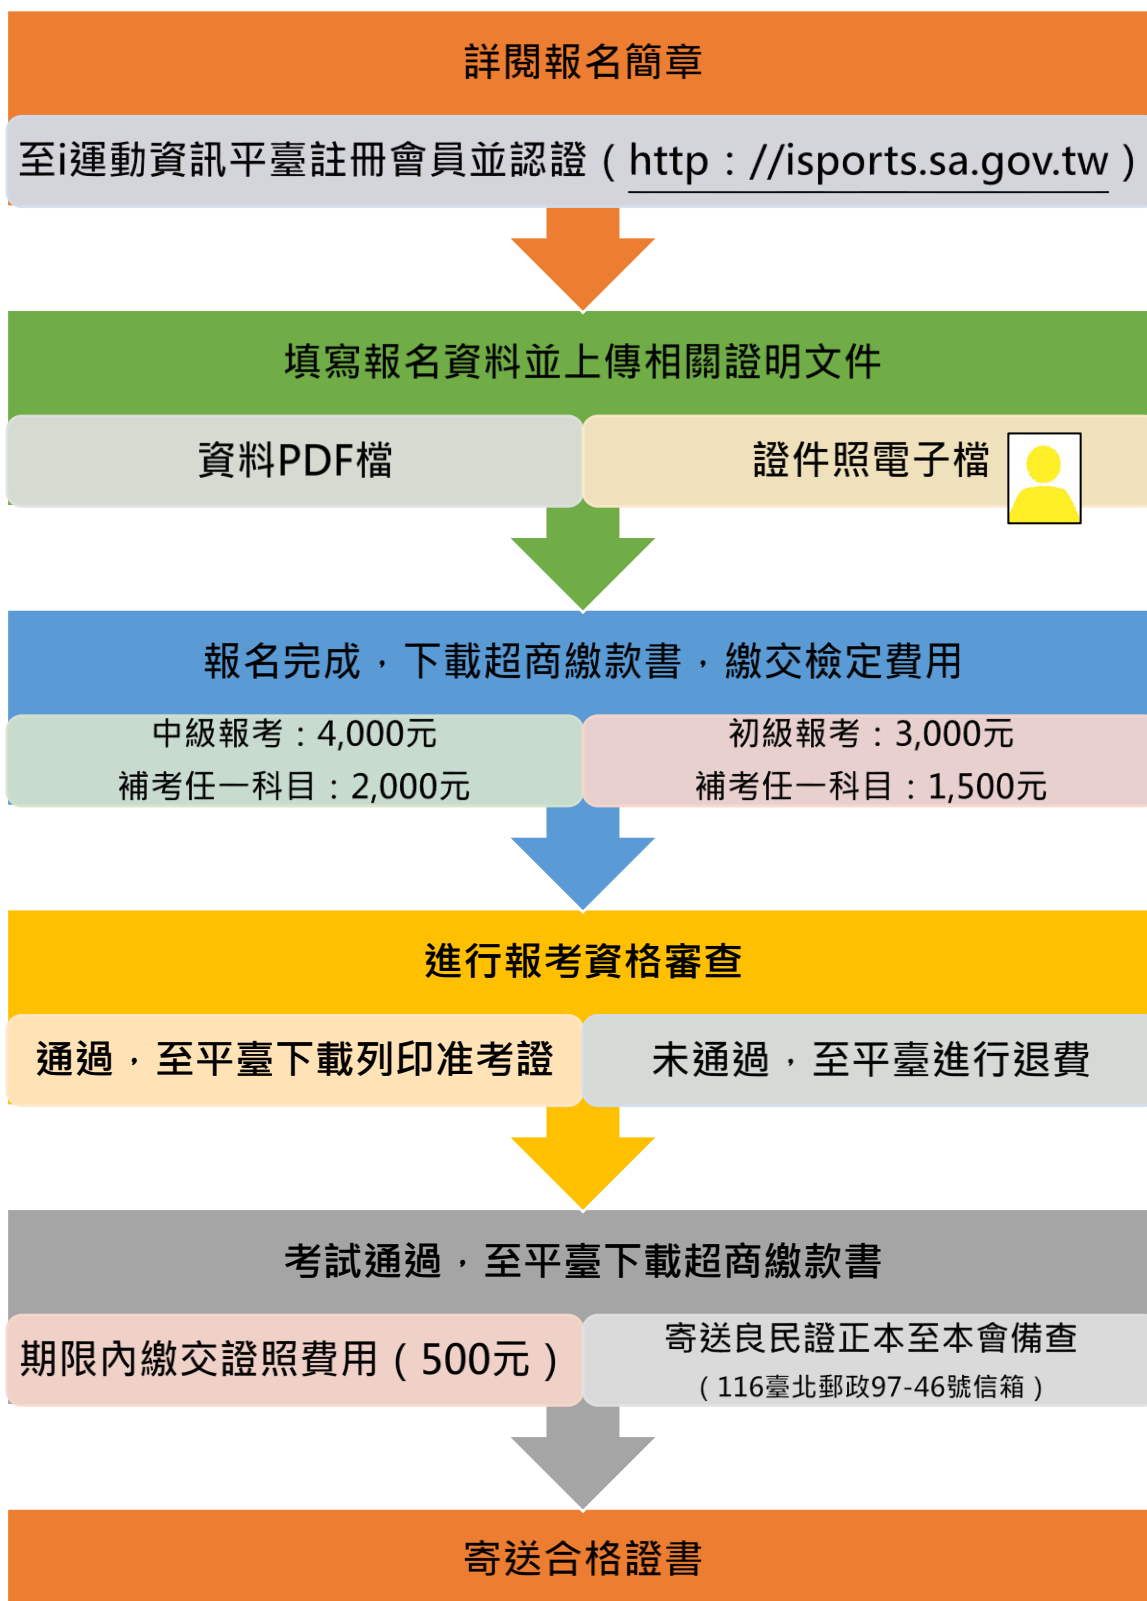 詳閱報名簡章
至i運動資訊平臺註冊會員並認證（http：//isports.sa.gov.tw）
填寫報名資料並上傳相關證明文件
資料PDF檔
證件照電子檔
報名完成，下載超商繳款書，繳交檢定費用
中級報考：4,000元
補考任一科目：2,000元
初級報考：3,000元
補考任一科目：1,500元
進行報考資格審查
通過，至平臺下載列印准考證
未通過，至平臺進行退費
考試通過，至平臺下載超商繳款書
期限內繳交證照費用（500元）
寄送良民證正本至本會備查
（116臺北郵政97-46號信箱）
寄送合格證書